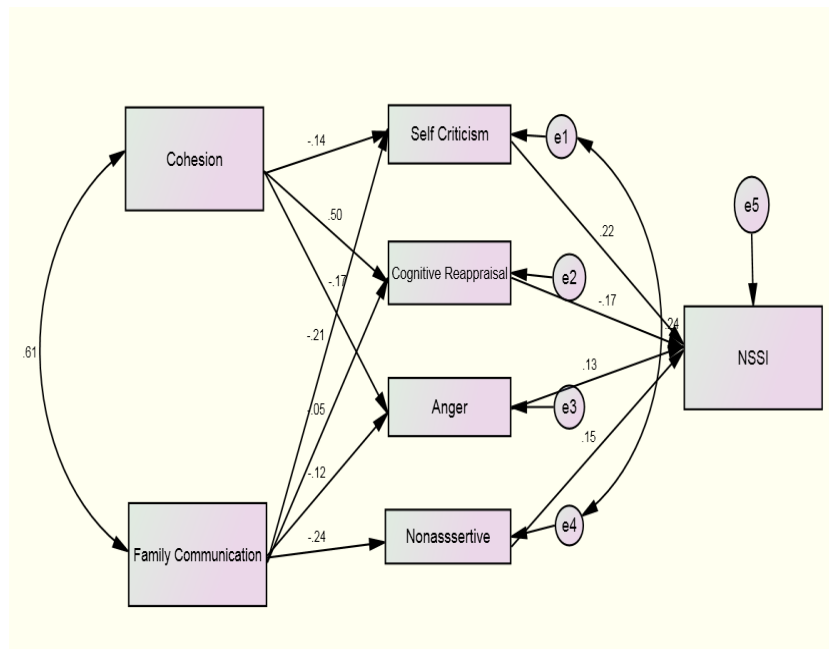 Cohesion
-.14
Self Criticism
e1
.50
.22
e5
Cognitive Reappraisal
e2
-.17
-.17
.24
-.21
.61
NSSI
.13
Anger
e3
.05
.15
-.12
Family Communication
-.24
Nonasssertive
e4